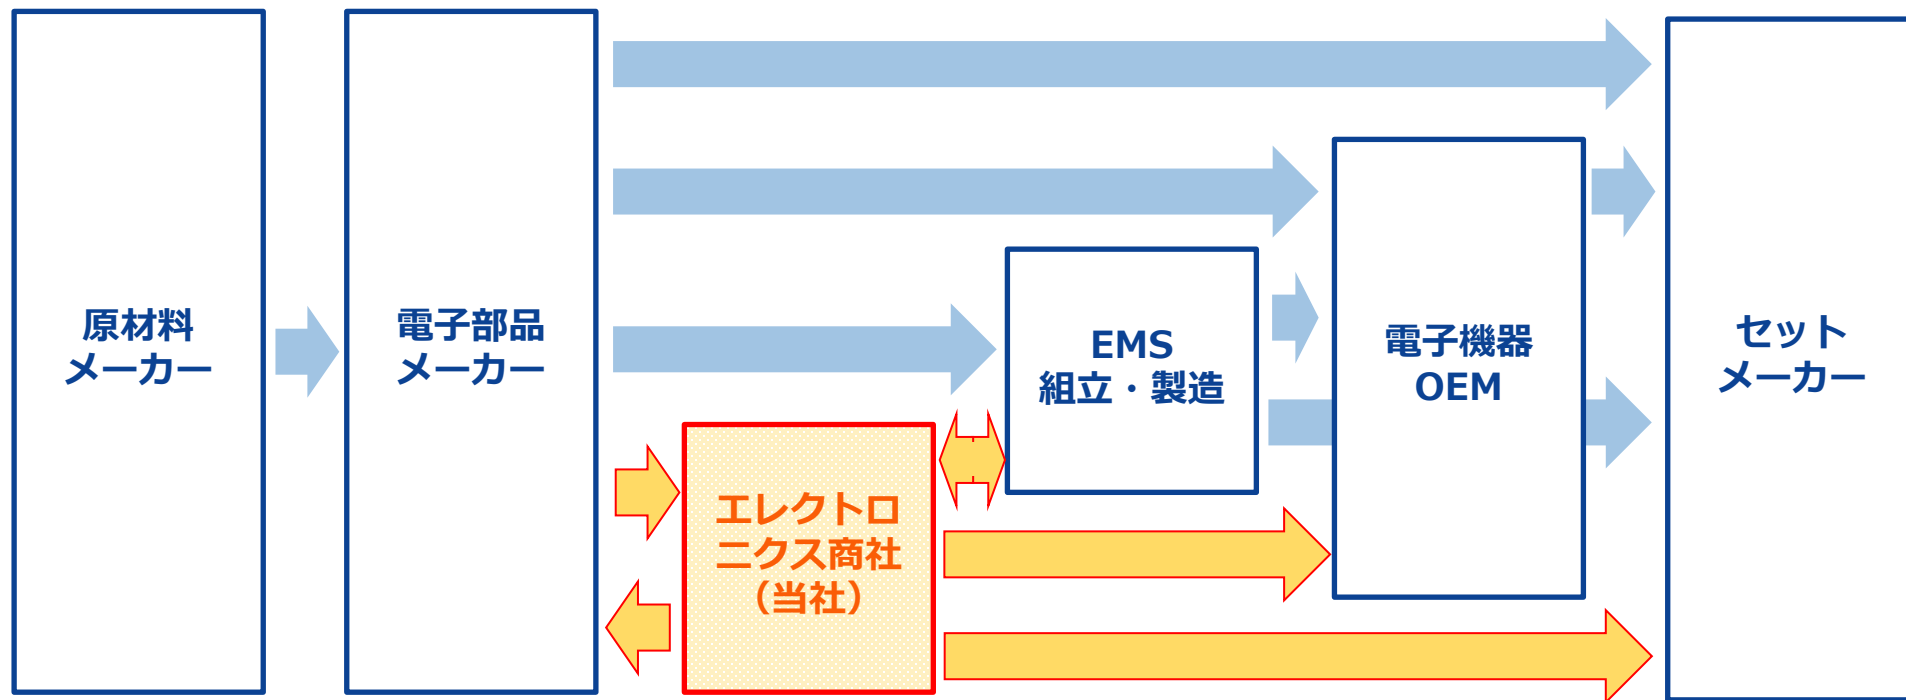 原材料
メーカー
電子部品
メーカー
エレクトロ
ニクス商社
（当社）
EMS
組立・製造
電子機器
OEM
セット
メーカー